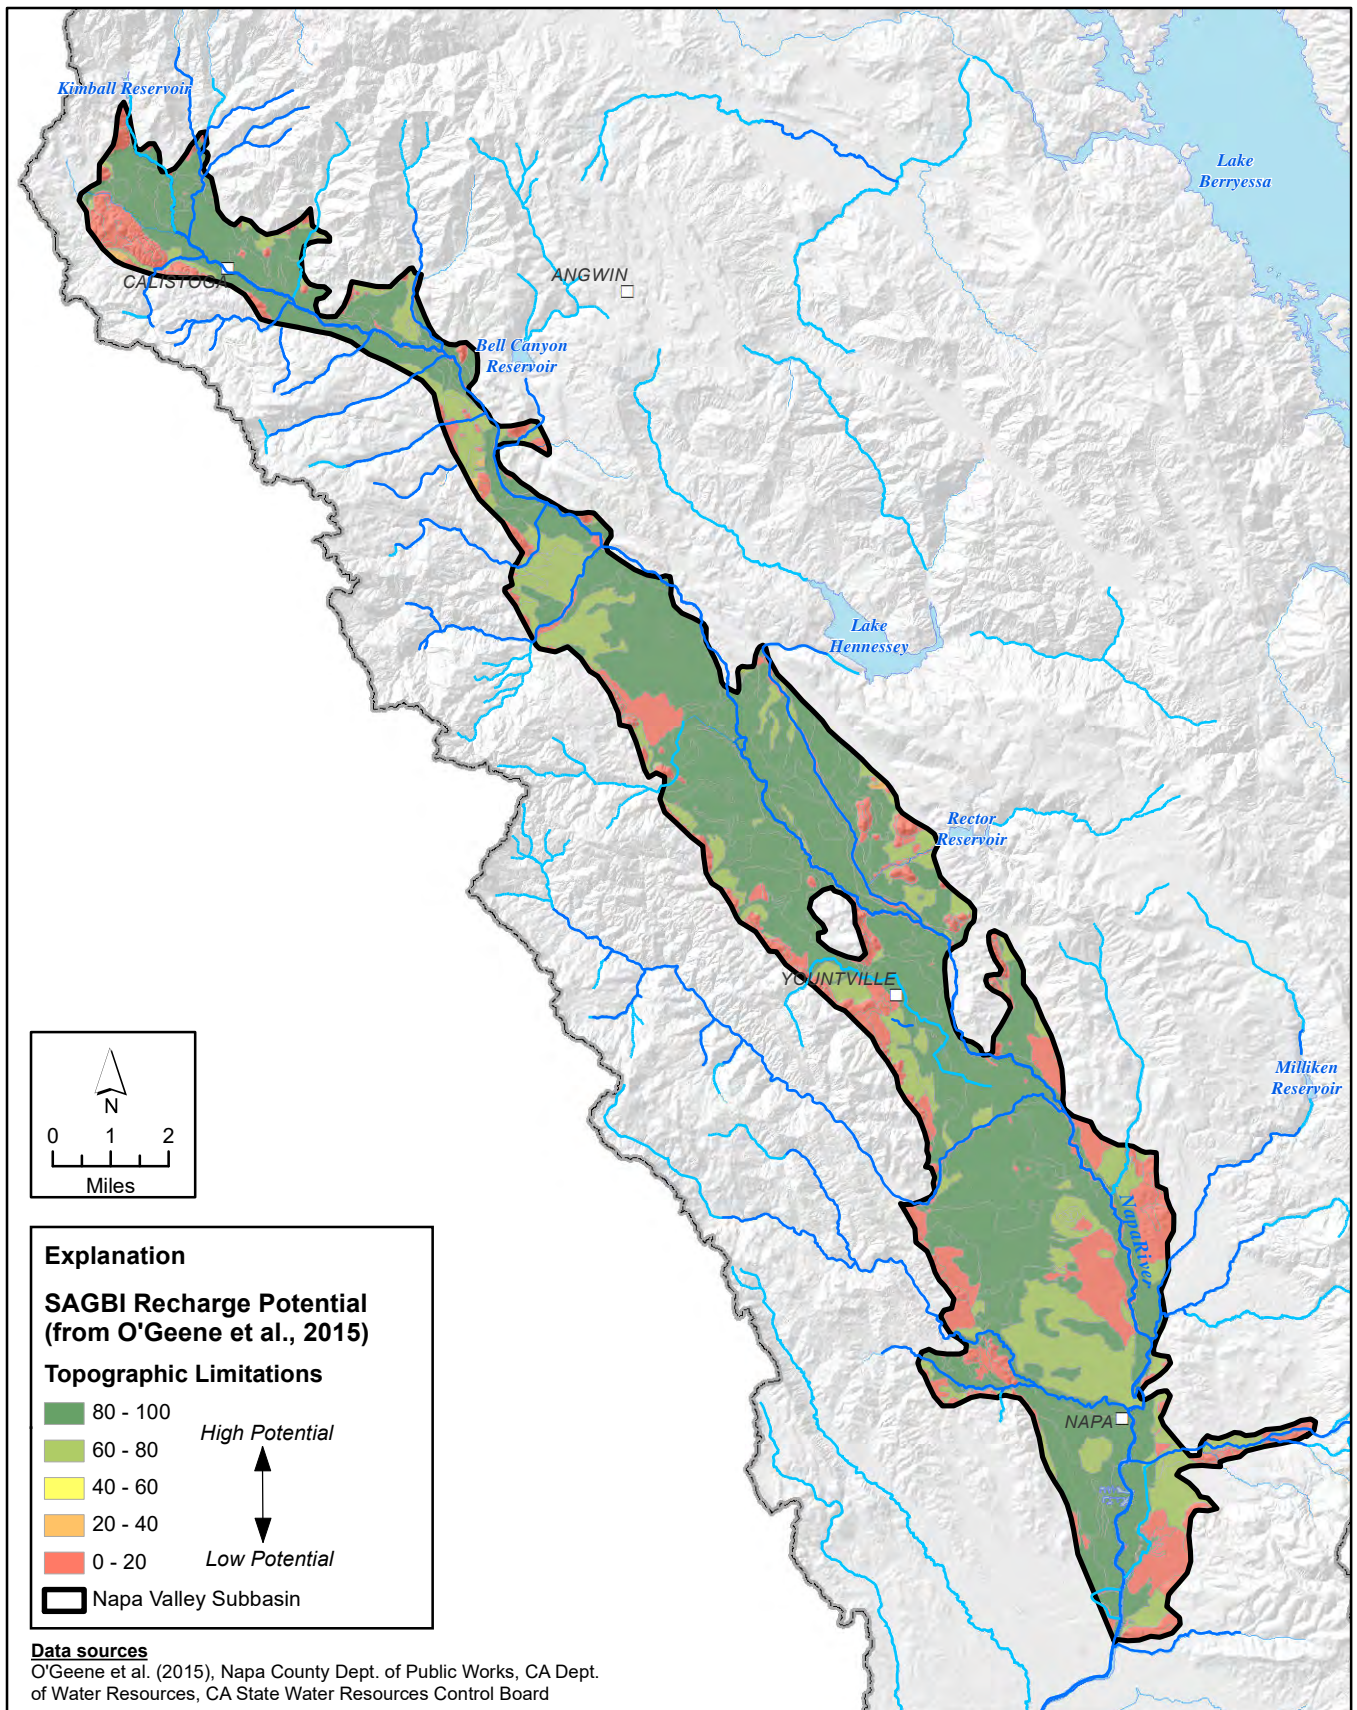 Kimball Reservoir
Lake
Berryessa
CALISTOGA
ANGWIN
Bell Canyon
Reservoir
Lake
Hennessey
Rector
Reservoir
YOUNTVILLE
Milliken
Reservoir
NapaRiver
NAPA
N
0 1 2
Miles
Explanation
SAGBI Recharge Potential
(from O'Geene et al., 2015)
Topographic Limitations
80 - 100
High Potential
60 - 80
40 - 60
20 - 40
Low Potential
0 - 20
Napa Valley Subbasin
Data sources
O'Geene et al. (2015), Napa County Dept. of Public Works, CA Dept.
of Water Resources, CA State Water Resources Control Board